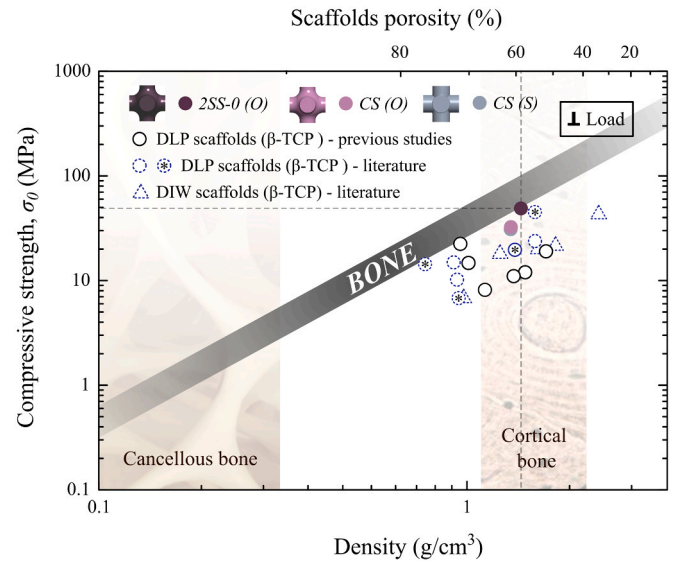 Scaffolds porosity (%)
80 60 40 20
1000
100
10
1
0.1
Compressive strength, σ0 (MPa)
2SS-0 (O) CS (O) CS (S)
⊥ Load
DLP scaffolds (β-TCP ) - previous studies
DLP scaffolds (β-TCP ) - literature
DIW scaffolds (β-TCP) - literature
BONE
Cancellous bone
Cortical
bone
0.1 1
Density (g/cm³)